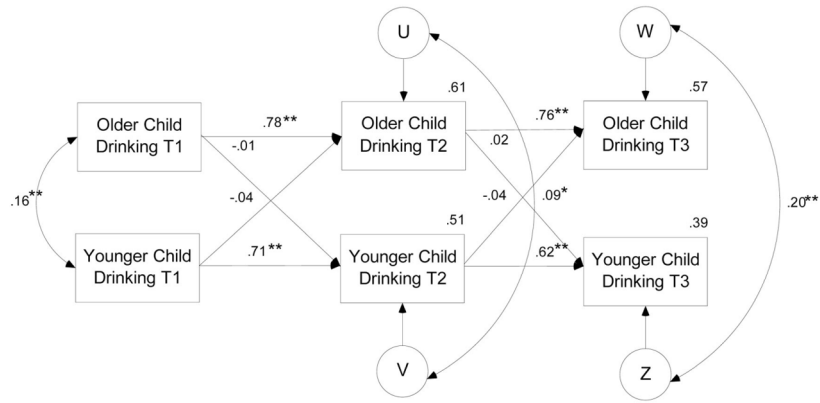 U
W
.61
.57
Older Child
Drinking T1
.78**
-.01
Older Child
Drinking T2
.76**
.02
Older Child
Drinking T3
.16**
-.04
-.04
.09*
.20**
.51
.39
Younger Child
Drinking T1
.71**
Younger Child
Drinking T2
.62**
Younger Child
Drinking T3
V
Z